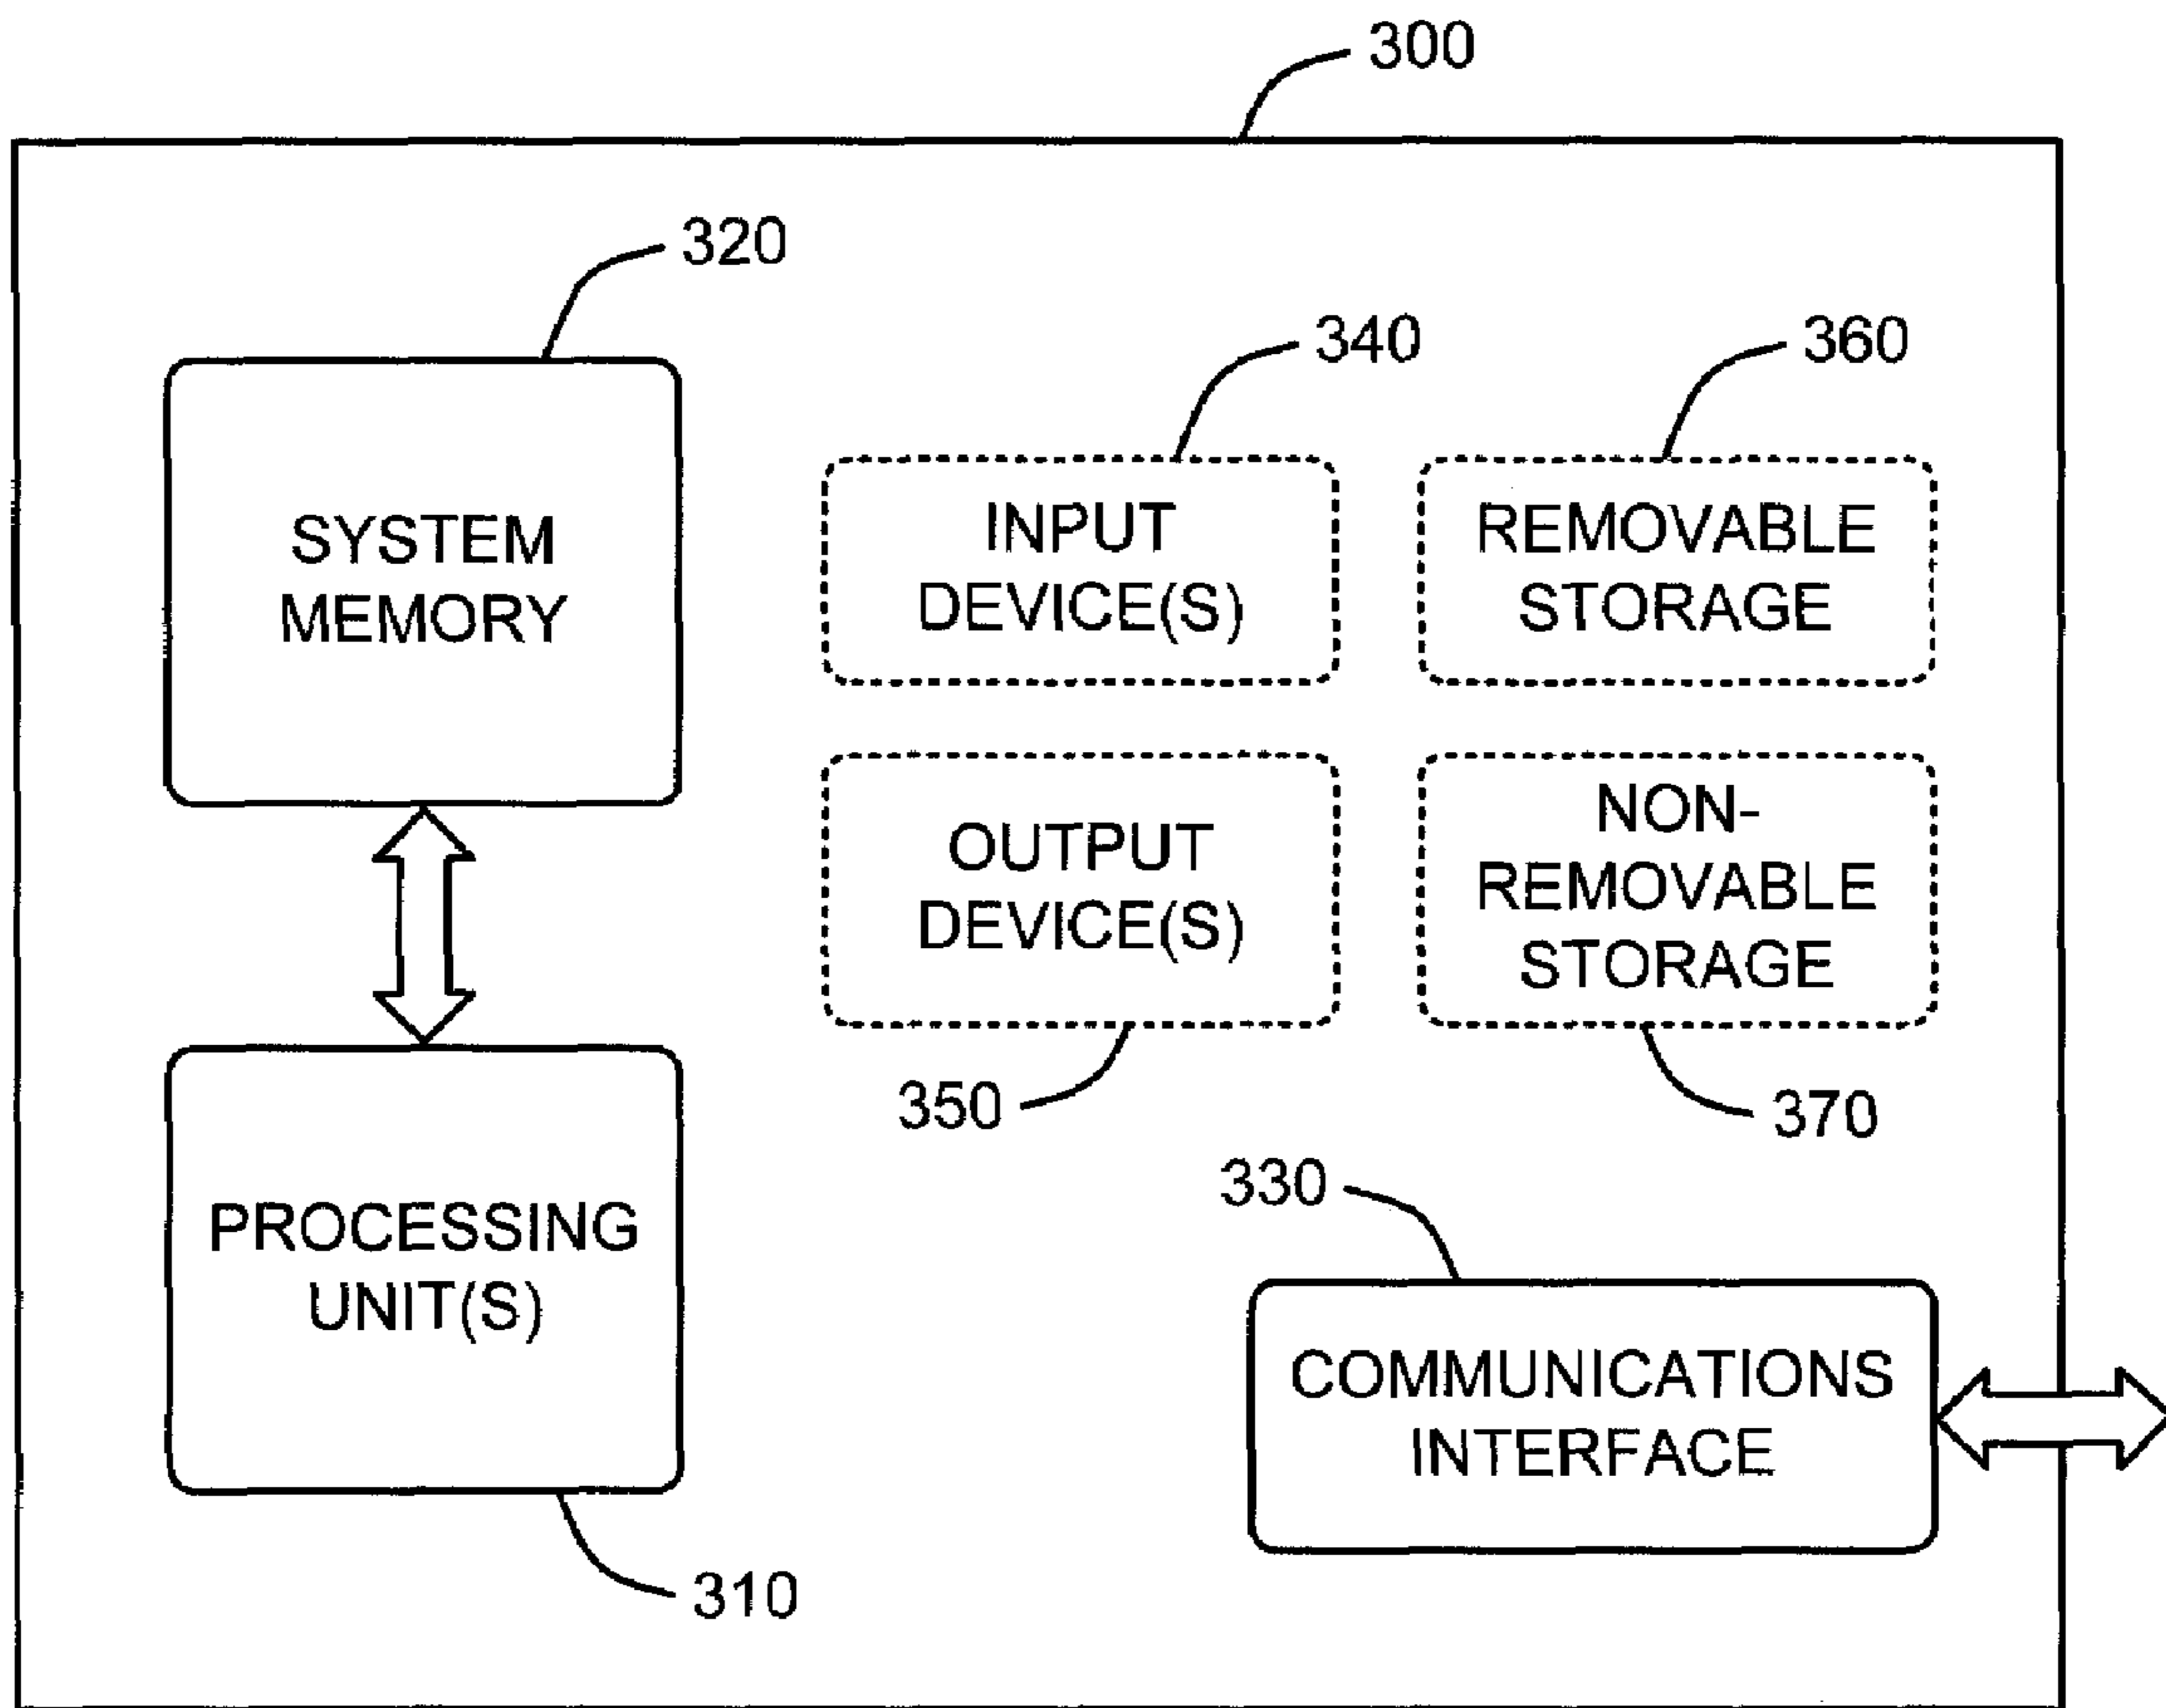 300
320
340
360
SYSTEM
MEMORY
INPUT
DEVICE(S)
REMOVABLE
STORAGE
OUTPUT
DEVICE(S)
NON-
REMOVABLE
STORAGE
350
370
330
PROCESSING
UNIT(S)
COMMUNICATIONS
INTERFACE
310